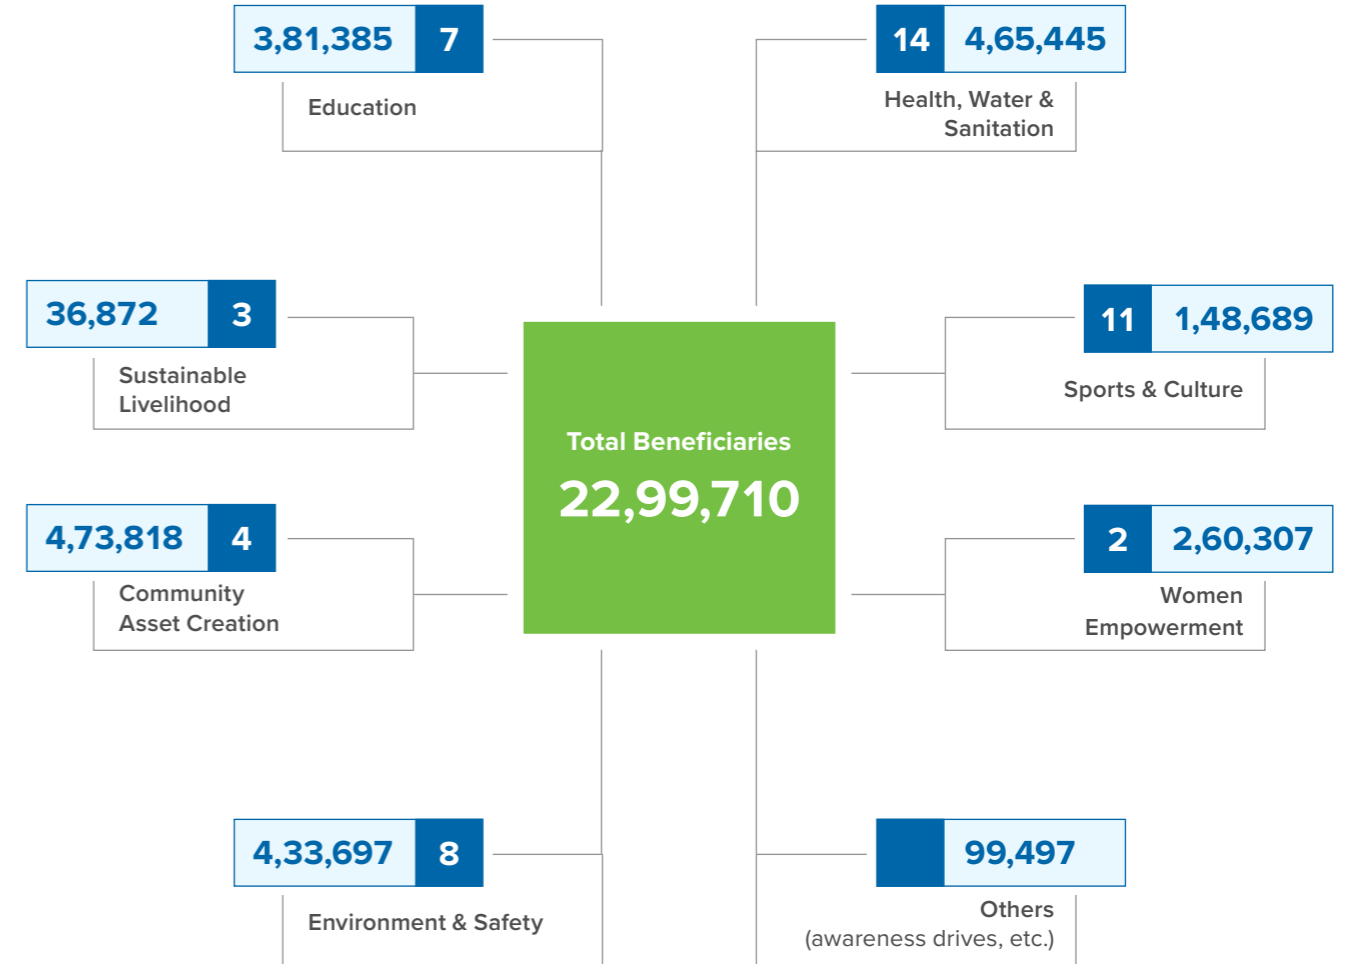 3,81,385 7
Education
14 4,65,445
Health, Water &
Sanitation
36,872 3
Sustainable
Livelihood
11 1,48,689
Sports & Culture
Total Beneficiaries
22,99,710
4,73,818 4
Community
Asset Creation
2 2,60,307
Women
Empowerment
4,33,697 8
Environment & Safety
99,497
Others
(awareness drives, etc.)